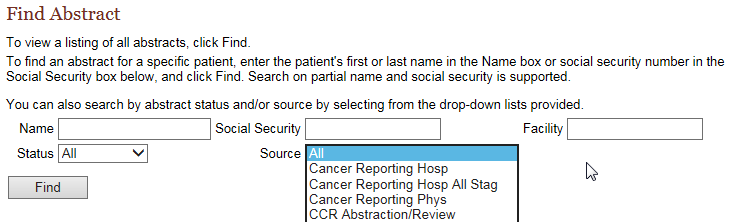 Find Abstract
To view a listing of all abstracts, click Find.
To find an abstract for a specific patient, enter the patient's first or last name in the Name box or social security number in the
Social Security box below, and click Find. Search on partial name and social security is supported.
You can also search by abstract status and/or source by selecting from the drop-down lists provided.
Name Social Security Facility
Status All Source All
Cancer Reporting Hosp
Cancer Reporting Hosp All Stag
Find Cancer Reporting Phys
CCR Abstraction/Review